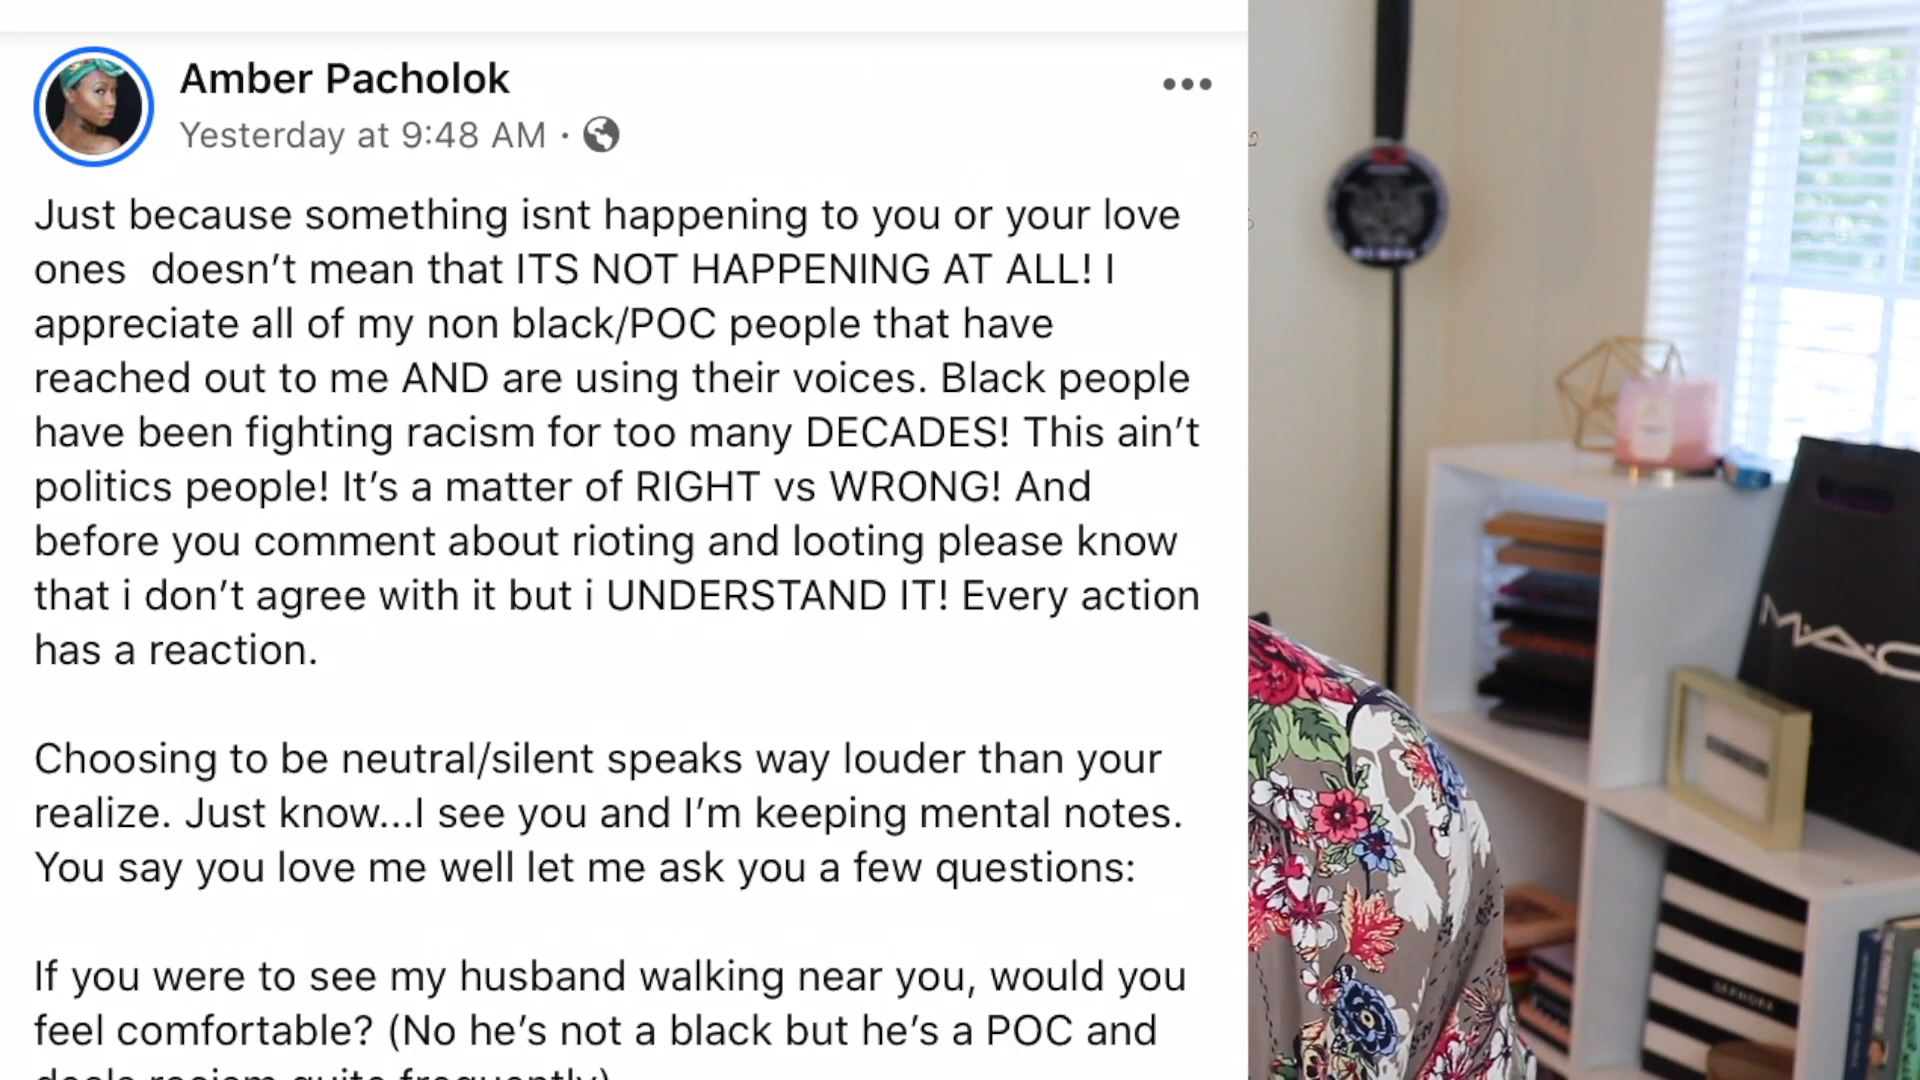 Amber Pacholok
Yesterday at 9:48 AM ·
Just because something isnt happening to you or your love
ones doesn't mean that ITS NOT HAPPENING AT ALL! I
appreciate all of my non black/POC people that have
reached out to me AND are using their voices. Black people
have been fighting racism for too many DECADES! This ain't
politics people! It's a matter of RIGHT vs WRONG! And
before you comment about rioting and looting please know
that i don't agree with it but i UNDERSTAND IT! Every action
has a reaction.
Choosing to be neutral/silent speaks way louder than your
realize. Just know...I see you and I'm keeping mental notes.
You say you love me well let me ask you a few questions:
If you were to see my husband walking near you, would you
feel comfortable? (No he's not a black but he's a POC and
deals racism quite frequently)
MAC
SEPHORA